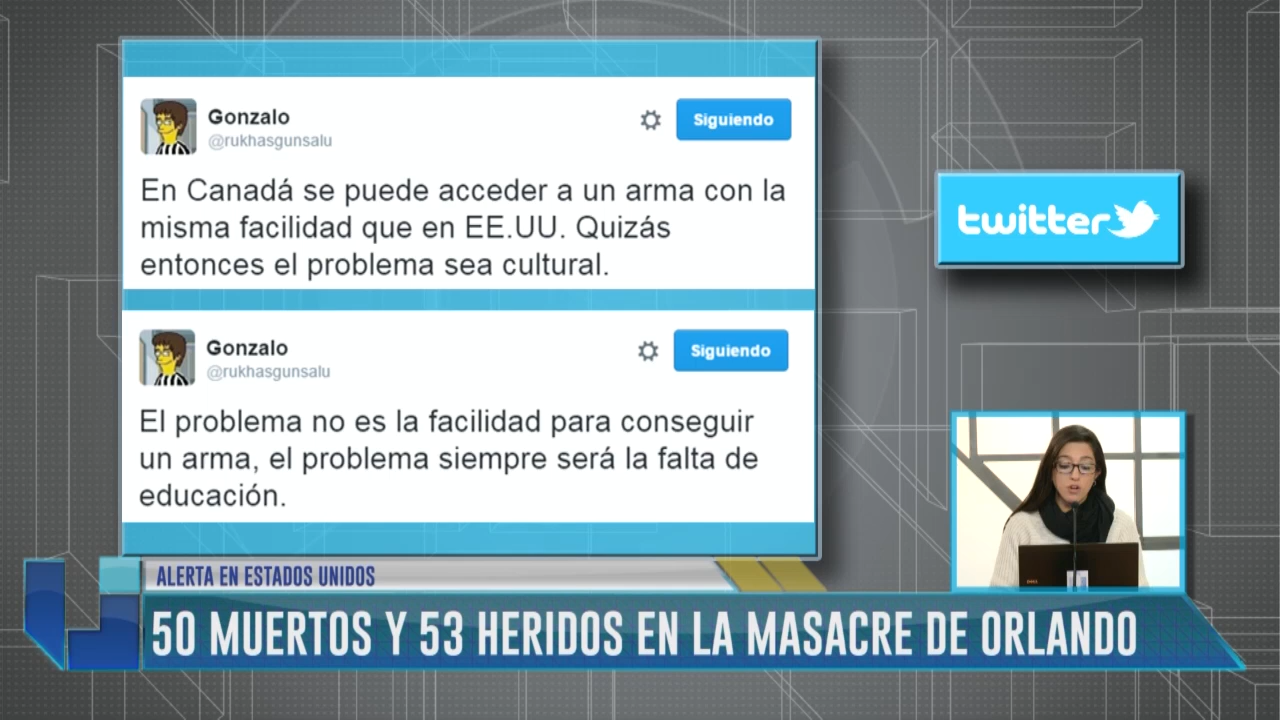 Gonzalo
@rukhasgunsalu
Siguiendo
En Canadá se puede acceder a un arma con la
misma facilidad que en EE.UU. Quizás
entonces el problema sea cultural.
Gonzalo
@rukhasgunsalu
Siguiendo
El problema no es la facilidad para conseguir
un arma, el problema siempre será la falta de
educación.
twitter
ALERTA EN ESTADOS UNIDOS
50 MUERTOS Y 53 HERIDOS EN LA MASACRE DE ORLANDO